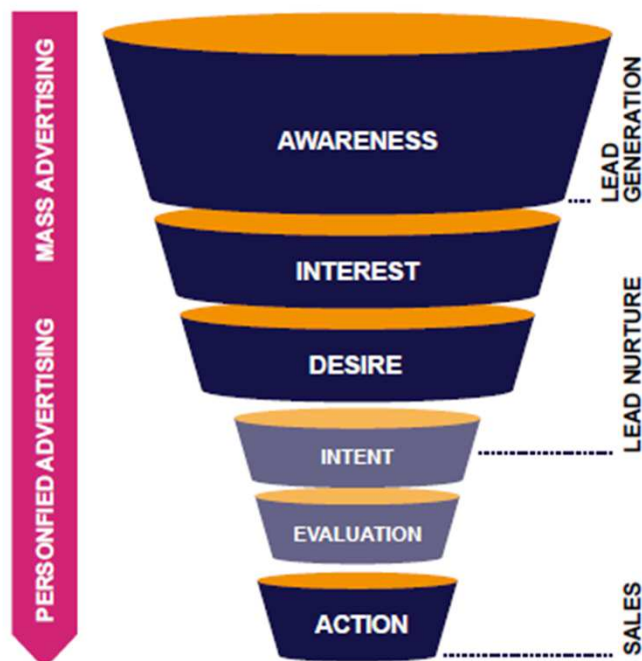 MASS ADVERTISING
PERSONFIED ADVERTISING
AWARENESS
INTEREST
DESIRE
INTENT
EVALUATION
ACTION
LEAD
GENERATION
LEAD NURTURE
SALES